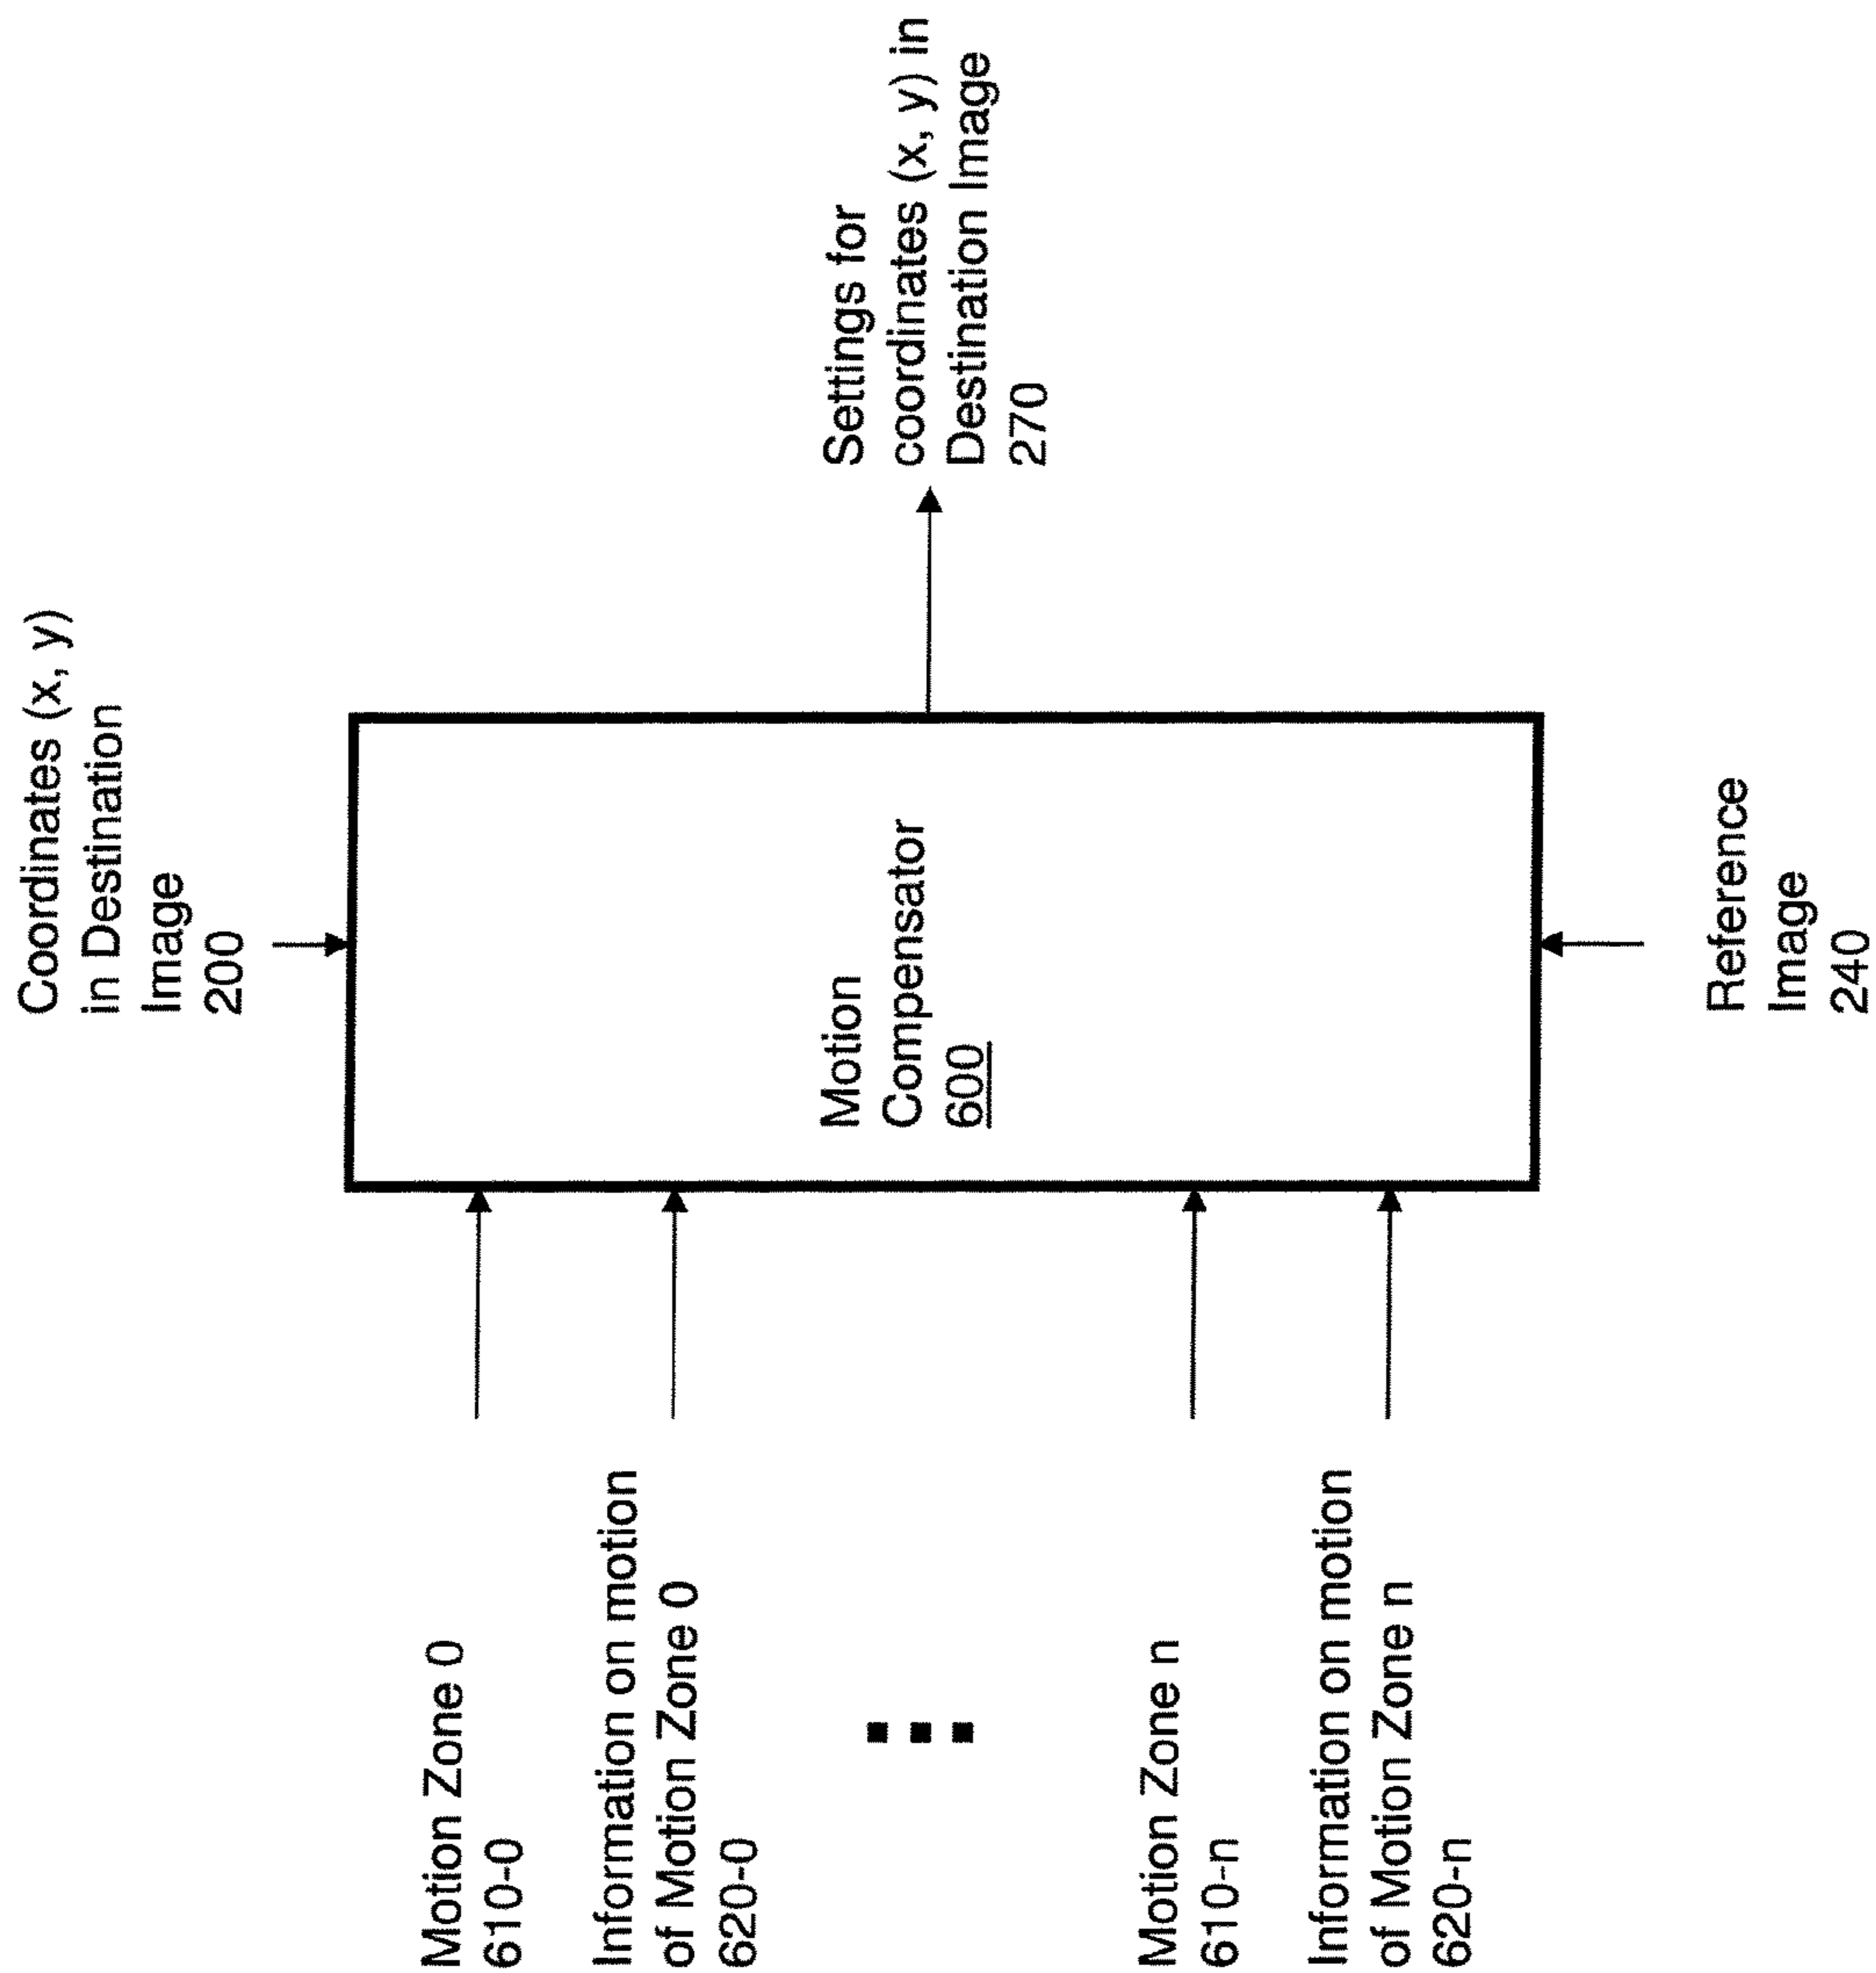 Coordinates (x, y)
in Destination
Image
200
Motion Zone 0
610-0
Information on motion
of Motion Zone 0
620-0
Motion
Compensator
600
Settings for
coordinates (x, y) in
Destination Image
270
Motion Zone n
610-n
Information on motion
of Motion Zone n
620-n
Reference
Image
240